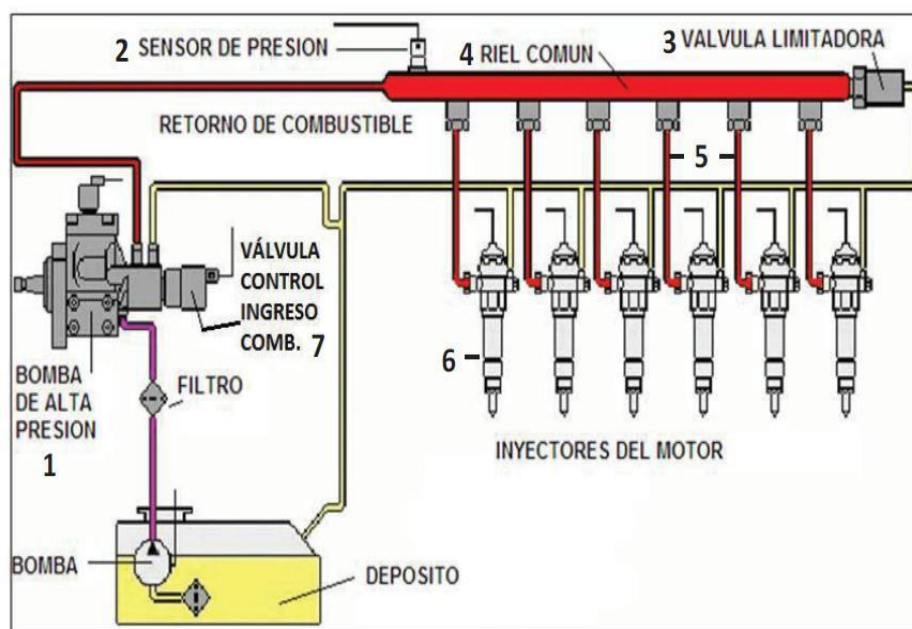 2 SENSOR DE PRESION
4 RIEL COMUN
3 VALVULA LIMITADORA
RETORNO DE COMBUSTIBLE
5
VÁLVULA
CONTROL
INGRESO
COMB. 7
6
BOMBA
DE ALTA
PRESION
1
FILTRO
INYECTORES DEL MOTOR
BOMBA
DEPOSITO